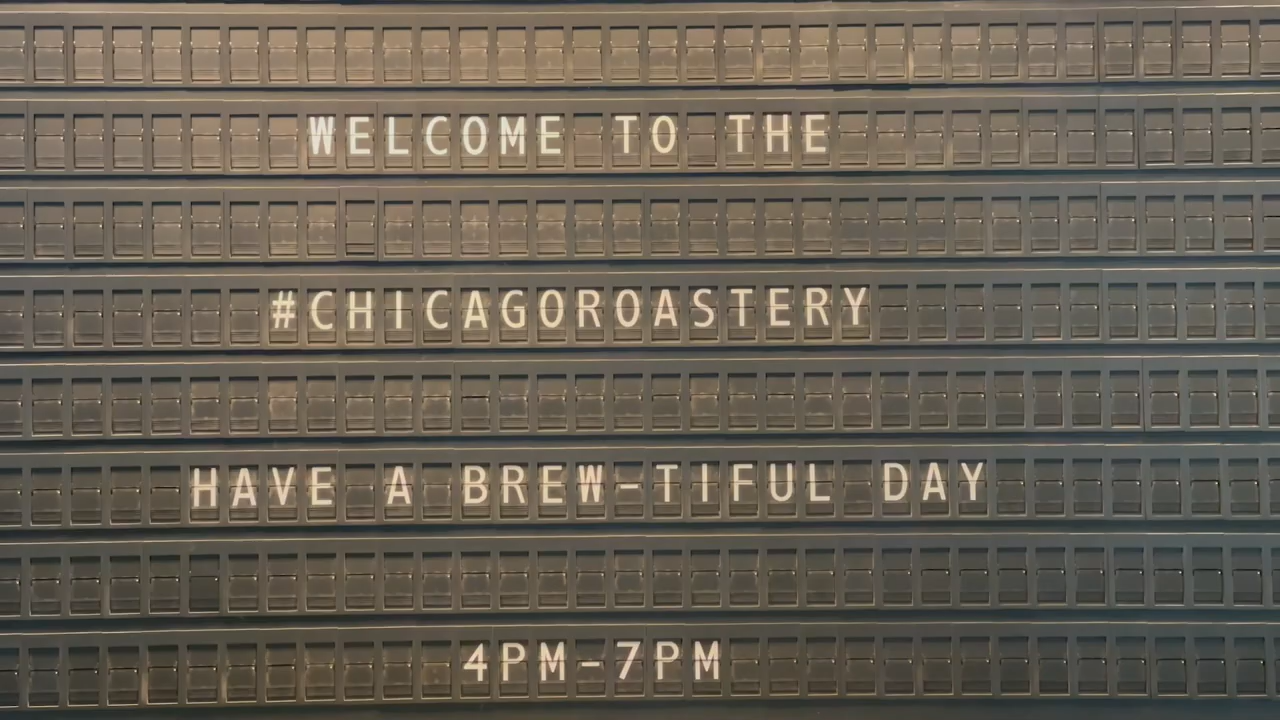 WELCOME TO THE
#CHICAGOROASTERY
HAVE A BREW-TIFUL DAY
4PM-7PM